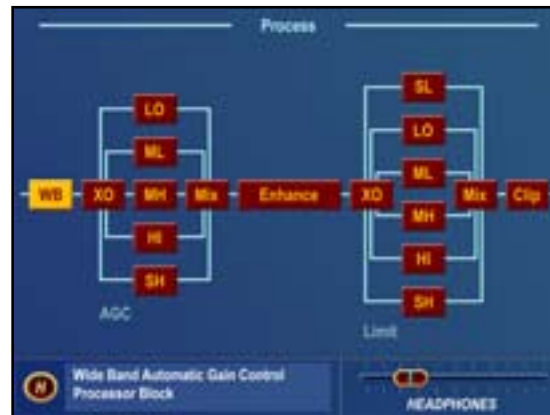 Process
LO
ML
WB XO MH Mix Enhance
HI
SH
AGC
SL
LO
ML
XO Mix Clip
MH
HI
SH
Limit
Wide Band Automatic Gain Control
Processor Block
HEADPHONES